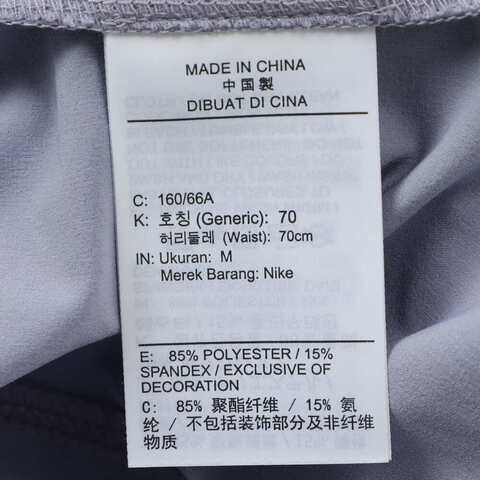 MADE IN CHINA
中国製
DIBUAT DI CINA
C: 160/66A
K: 호칭 (Generic): 70
허리둘레 (Waist): 70cm
IN: Ukuran: M
Merek Barang: Nike
E: 85% POLYESTER / 15%
SPANDEX / EXCLUSIVE OF
DECORATION
C: 85% 聚酯纤维 / 15% 氨
纶 / 不包括装饰部分及非纤维
物质